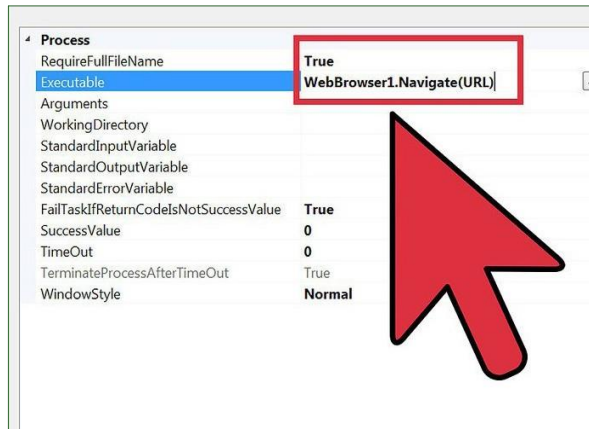 Process
RequireFullFileName True
Executable WebBrowser1.Navigate(URL)
Arguments
WorkingDirectory
StandardInputVariable
StandardOutputVariable
StandardErrorVariable
FailTaskIfReturnCodeIsNotSuccessValue True
SuccessValue 0
TimeOut 0
TerminateProcessAfterTimeOut True
WindowStyle Normal